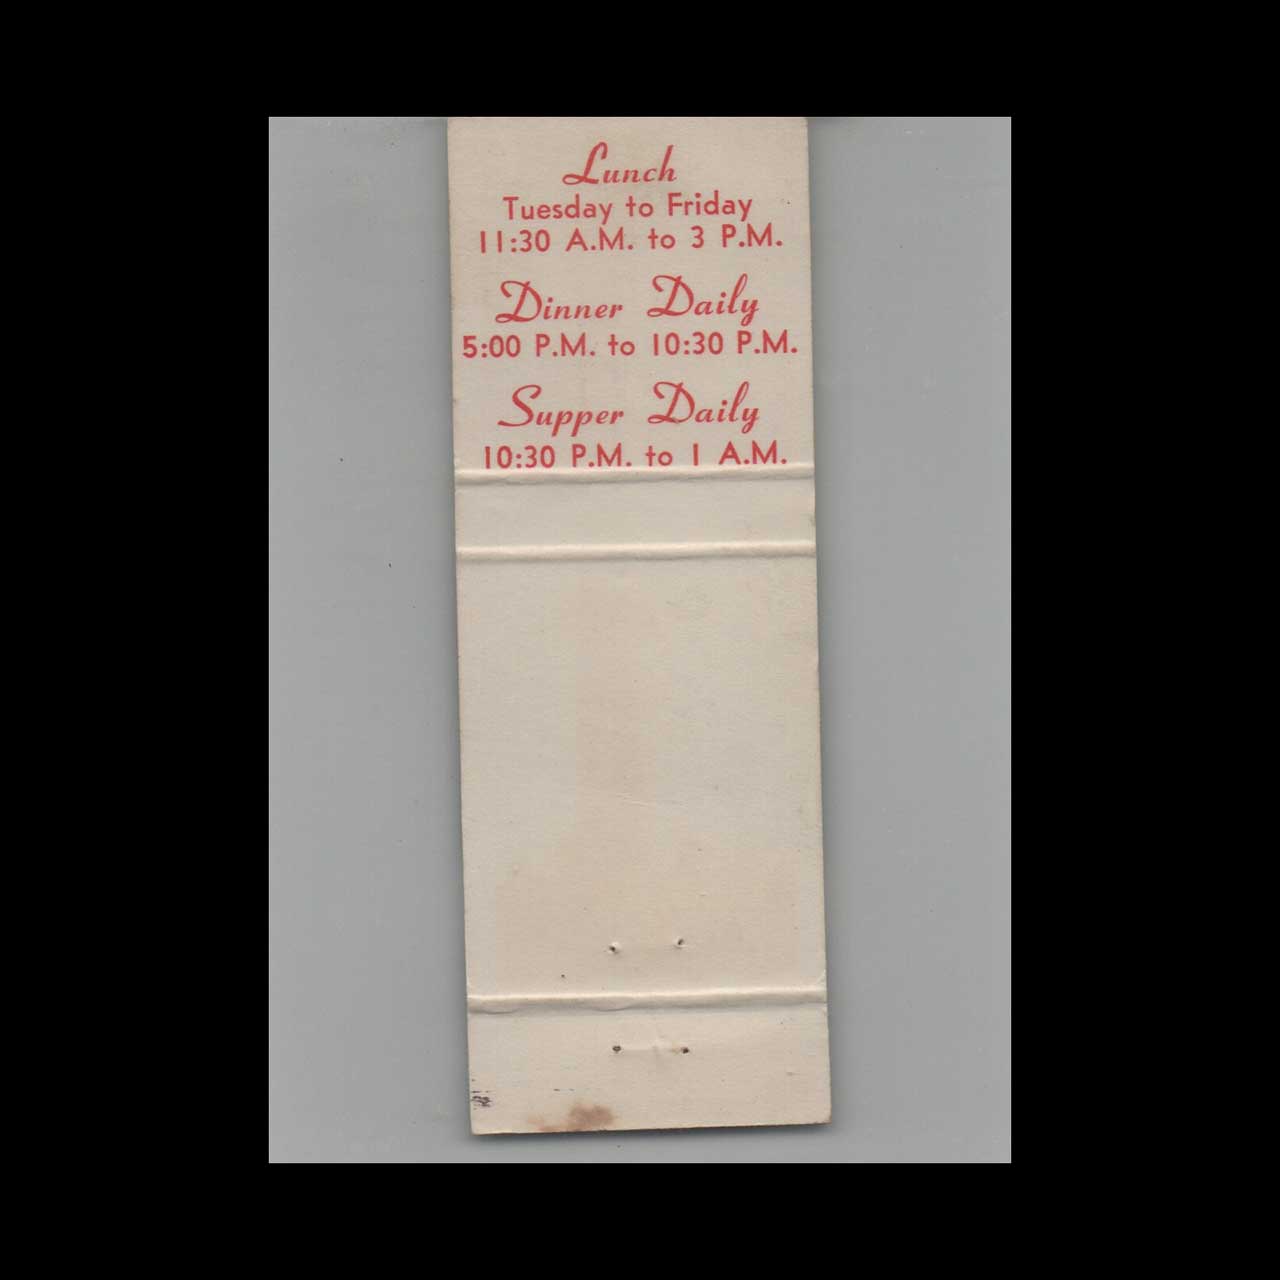 Lunch
Tuesday to Friday
11:30 A.M. to 3 P.M.
Dinner Daily
5:00 P.M. to 10:30 P.M.
Supper Daily
10:30 P.M. to 1 A.M.